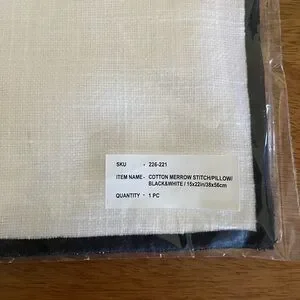 SKU - 226-221
ITEM NAME- COTTON MERROW STITCH/PILLOW/
BLACK&WHITE / 15x22in/38x56cm
QUANTITY - 1 PC